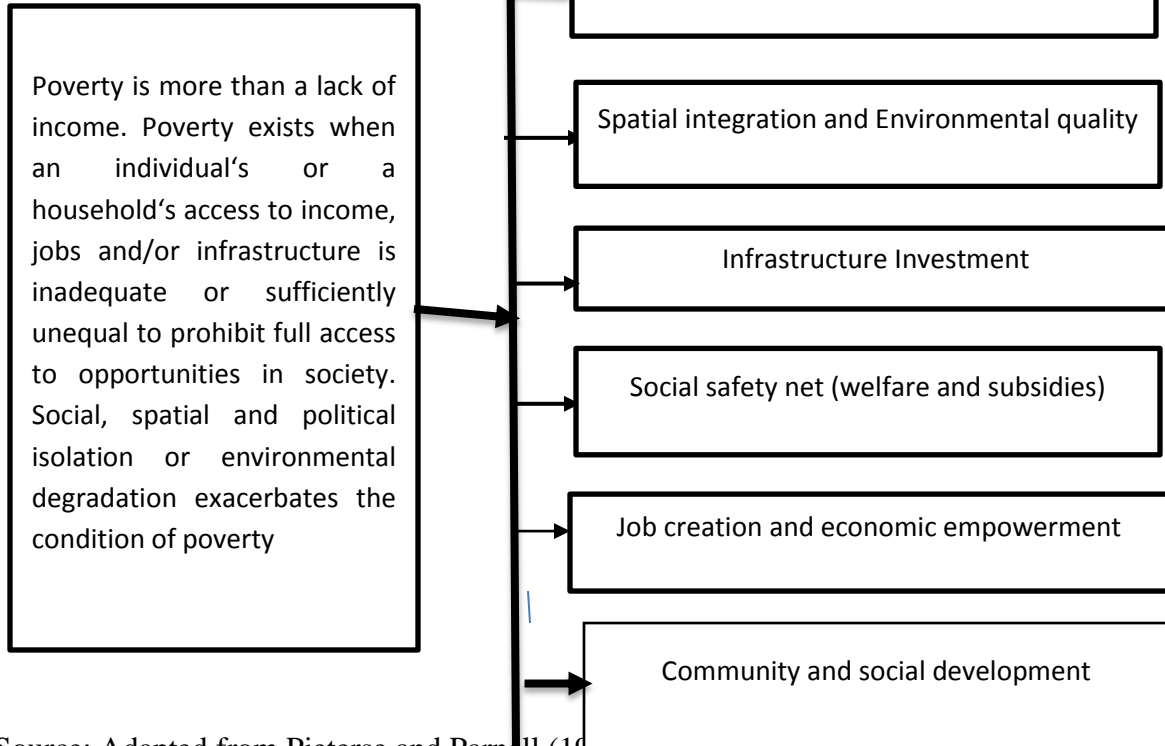 Poverty is more than a lack of
income. Poverty exists when
an individual‘s or a
household‘s access to income,
jobs and/or infrastructure is
inadequate or sufficiently
unequal to prohibit full access
to opportunities in society.
Social, spatial and political
isolation or environmental
degradation exacerbates the
condition of poverty
Spatial integration and Environmental quality
Infrastructure Investment
Social safety net (welfare and subsidies)
Job creation and economic empowerment
Community and social development
Source: Adapted from Pieterse and